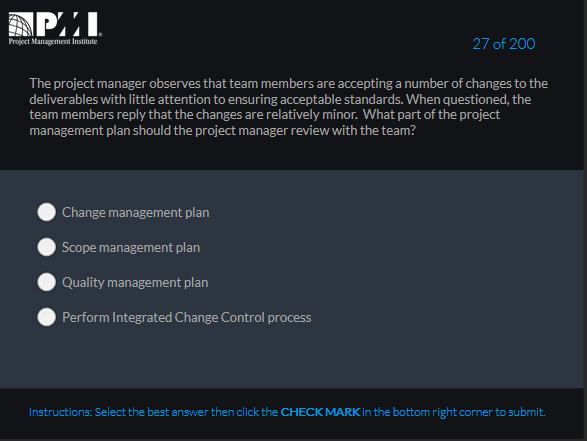 PMI®
Project Management Institute
27 of 200
The project manager observes that team members are accepting a number of changes to the
deliverables with little attention to ensuring acceptable standards. When questioned, the
team members reply that the changes are relatively minor.  What part of the project
management plan should the project manager review with the team?
Change management plan
Scope management plan
Quality management plan
Perform Integrated Change Control process
Instructions: Select the best answer then click the CHECK MARK in the bottom right corner to submit.